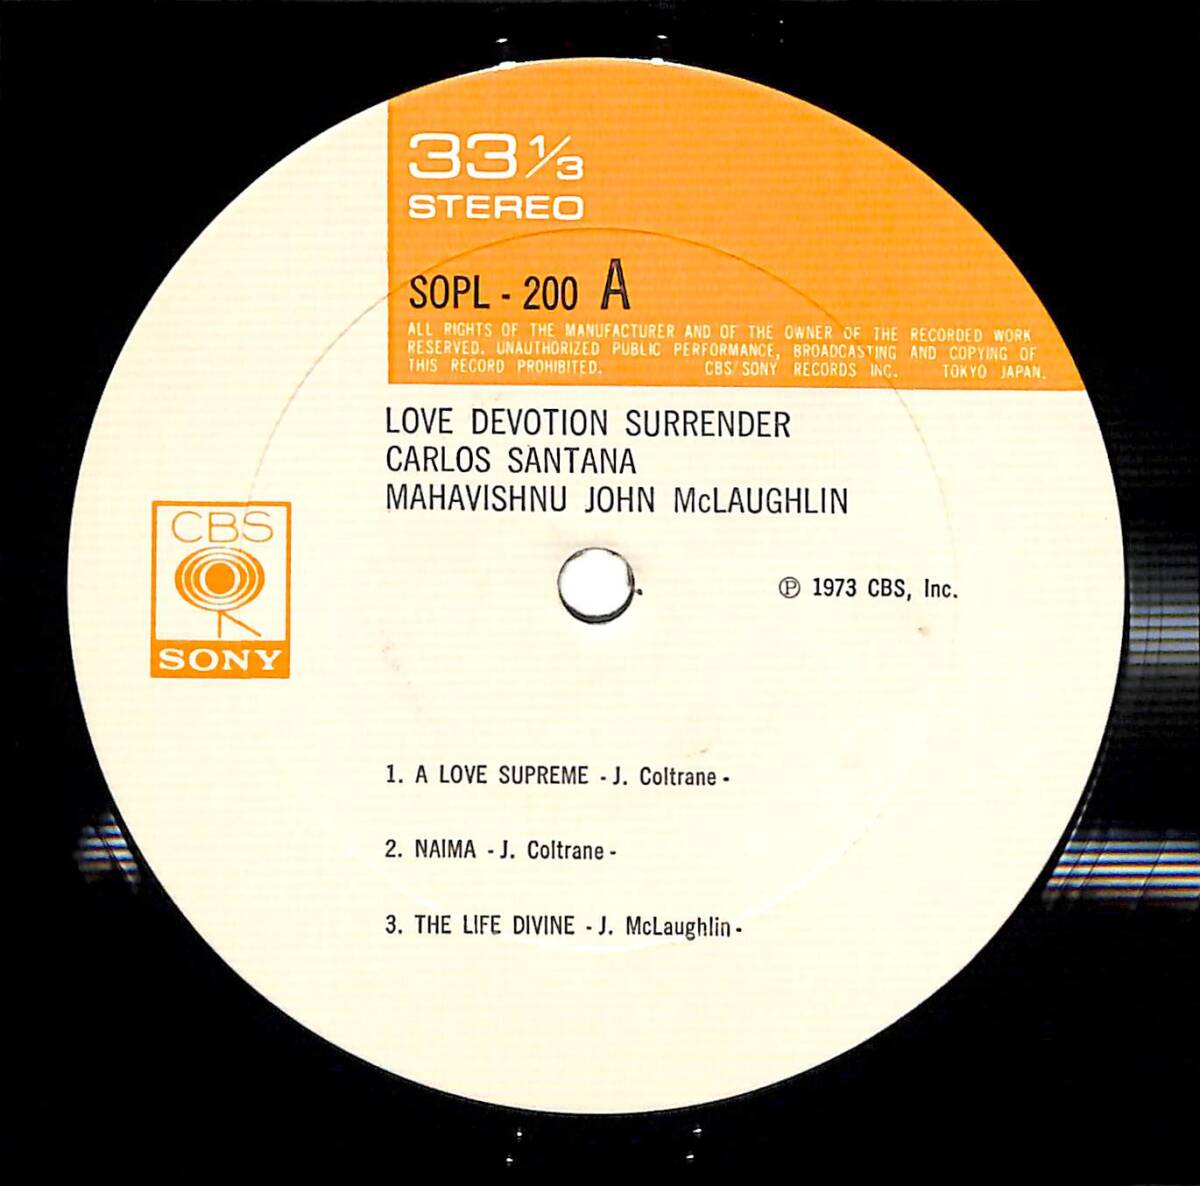 33 1/3
STEREO
SOPL - 200 A
ALL RIGHTS OF THE MANUFACTURER AND OF THE OWNER OF THE RECORDED WORK
RESERVED. UNAUTHORIZED PUBLIC PERFORMANCE, BROADCASTING AND COPYING OF
THIS RECORD PROHIBITED. CBS/SONY RECORDS INC. TOKYO JAPAN.
LOVE DEVOTION SURRENDER
CARLOS SANTANA
MAHAVISHNU JOHN McLAUGHLIN
CBS
SONY
℗ 1973 CBS, Inc.
1. A LOVE SUPREME - J. Coltrane -
2. NAIMA - J. Coltrane -
3. THE LIFE DIVINE - J. McLaughlin -